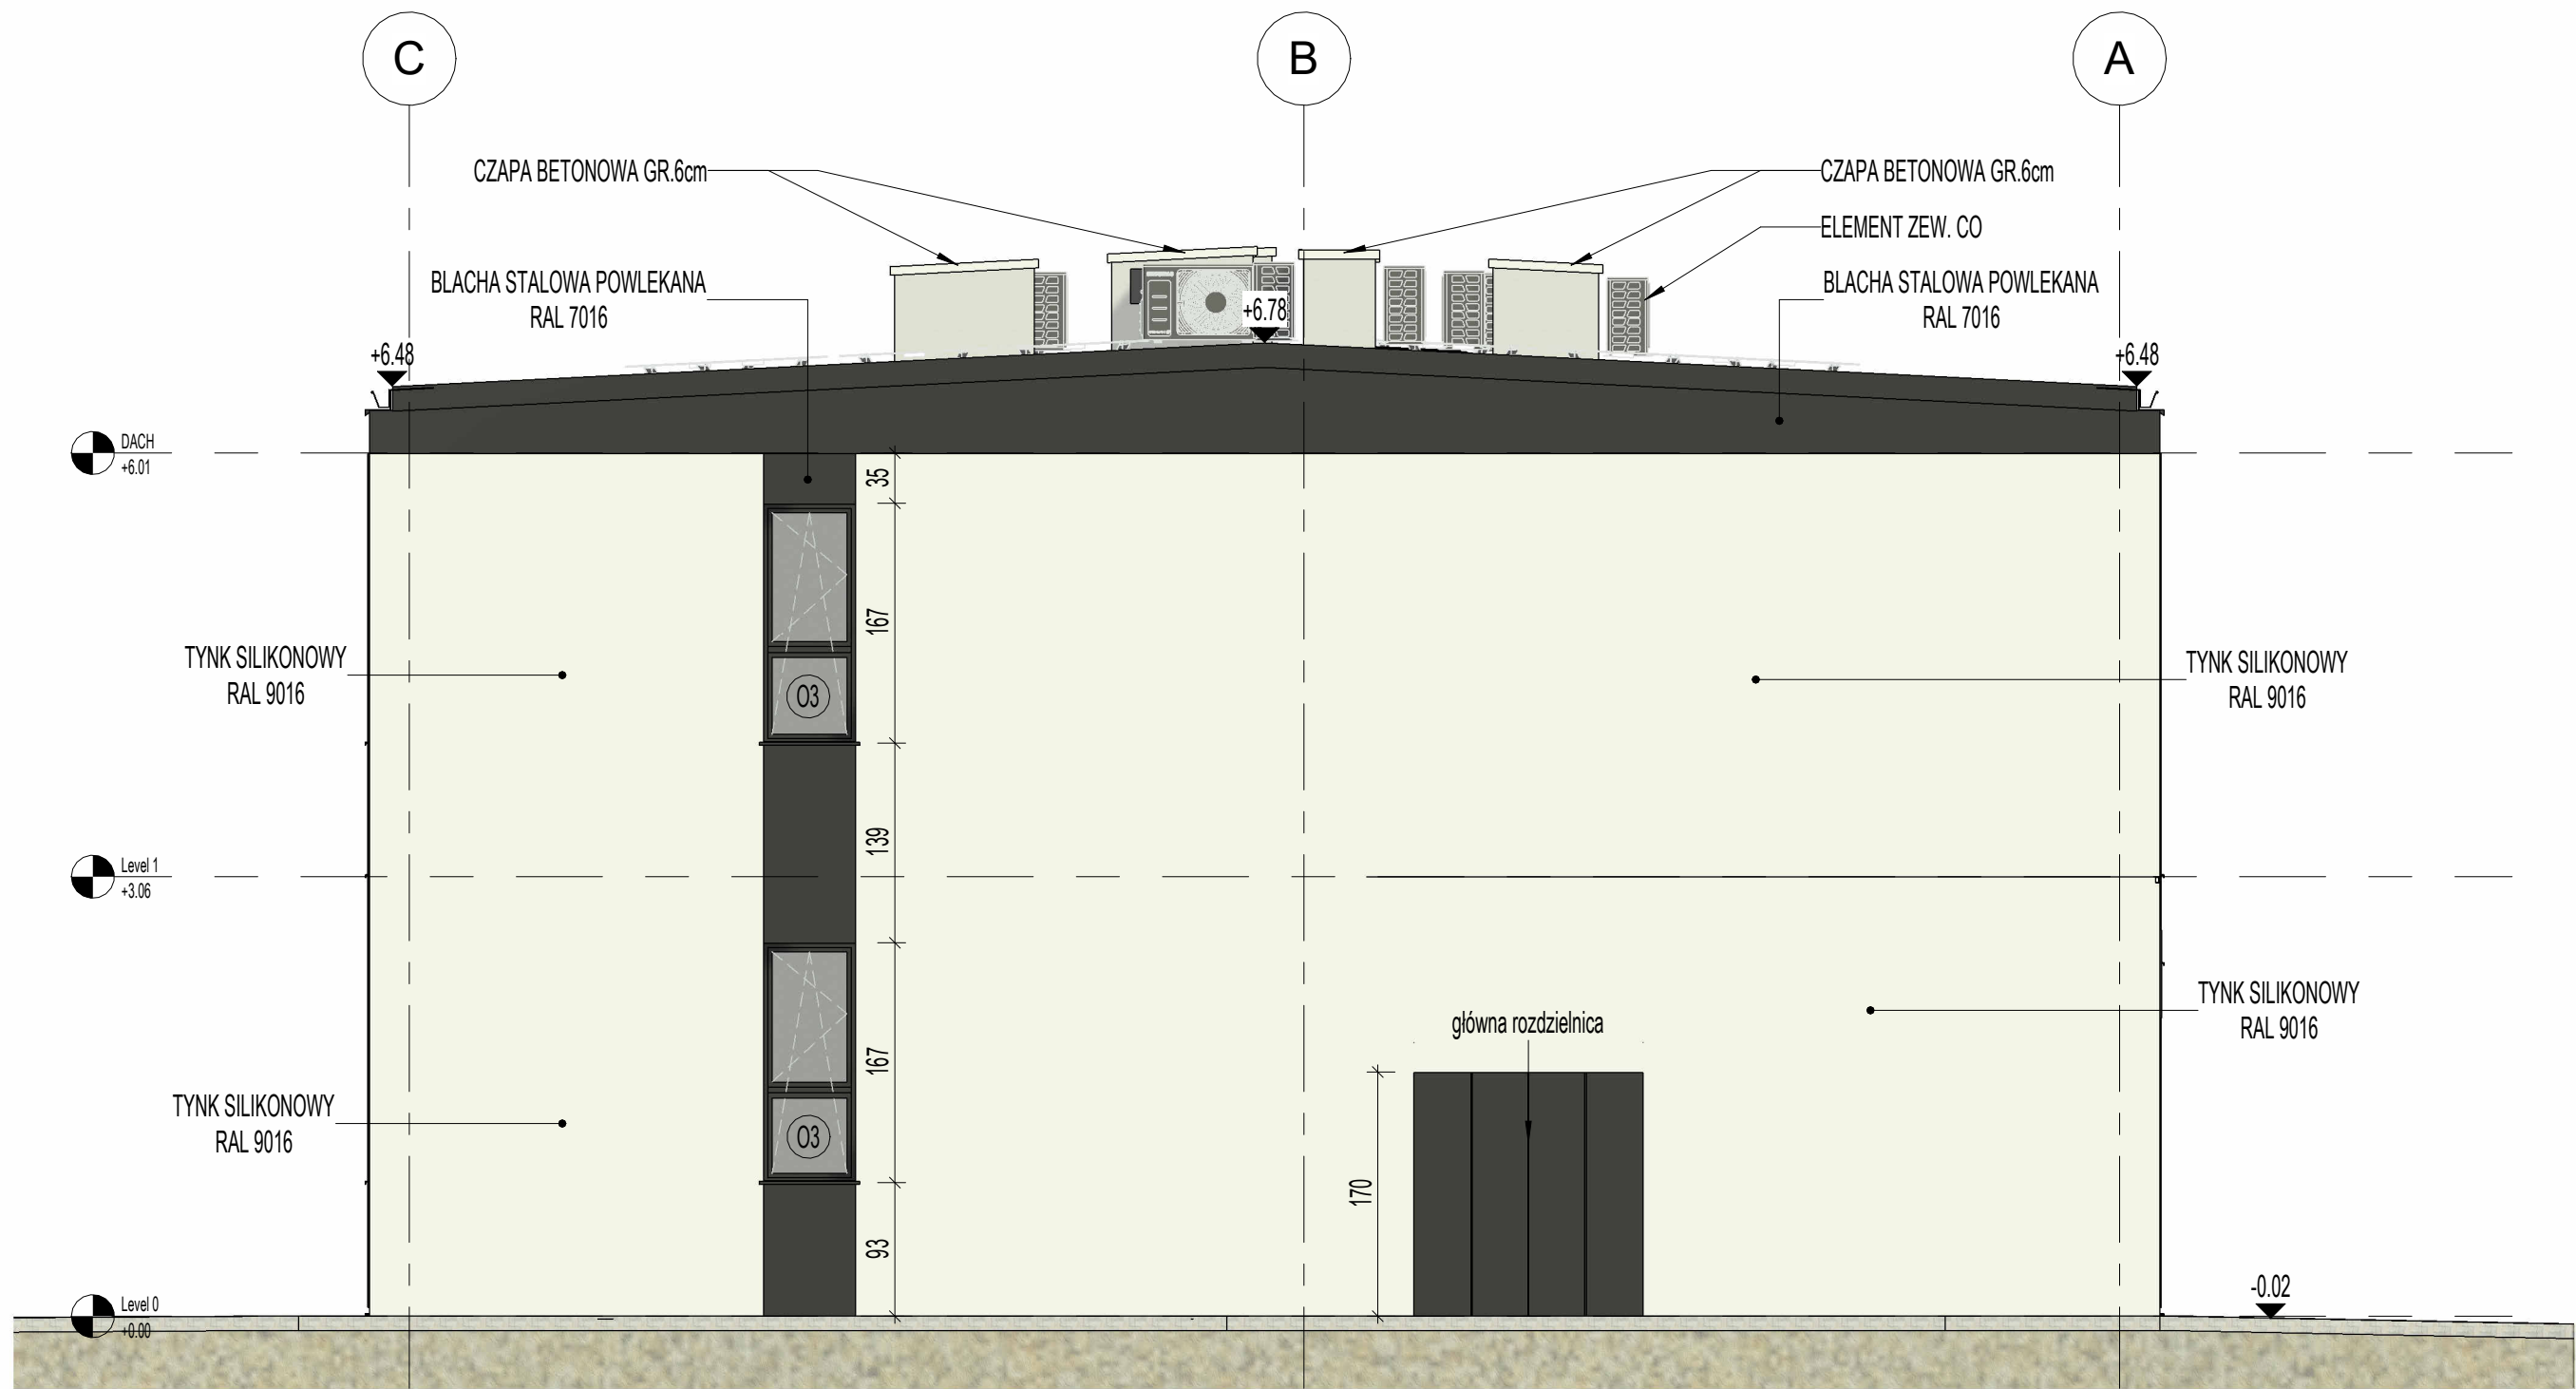 C
B
A
CZAPA BETONOWA GR.6cm
CZAPA BETONOWA GR.6cm
ELEMENT ZEW. CO
BLACHA STALOWA POWLEKANA
RAL 7016
BLACHA STALOWA POWLEKANA
RAL 7016
+6.78
+6.48
+6.48
DACH
+6.01
35
167
TYNK SILIKONOWY
RAL 9016
O3
TYNK SILIKONOWY
RAL 9016
139
Level 1
+3.06
TYNK SILIKONOWY
RAL 9016
główna rozdzielnica
167
TYNK SILIKONOWY
RAL 9016
O3
170
93
-0.02
Level 0
+0.00